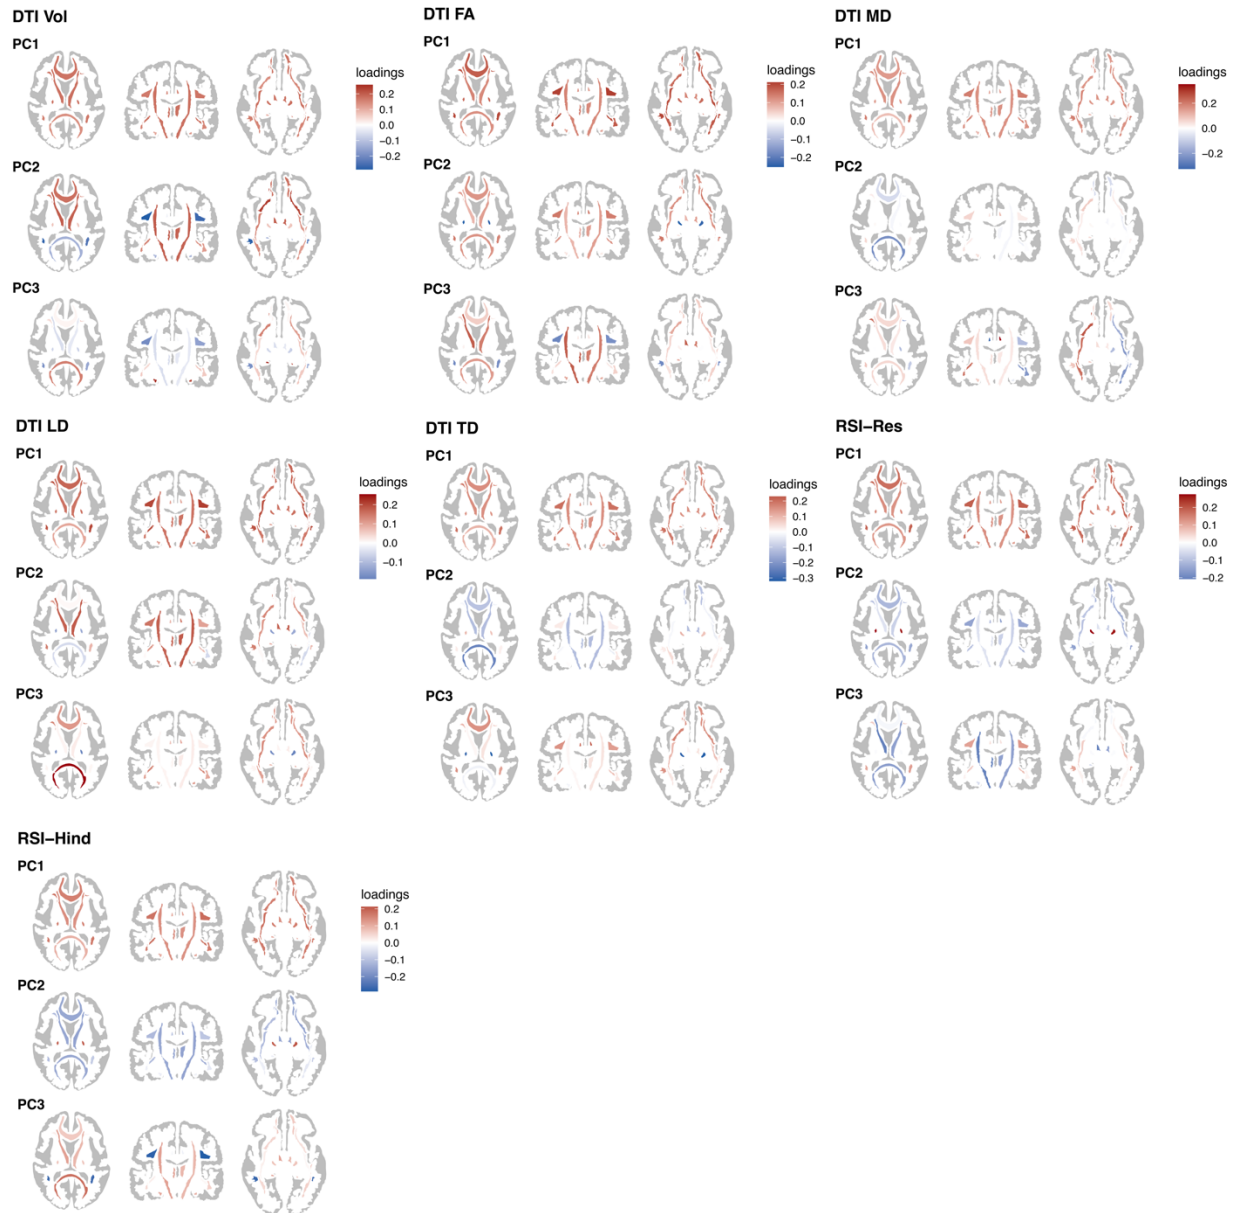 DTI Vol
PC1
loadings
0.2
0.1
0.0
−0.1
−0.2
PC2
PC3
DTI FA
PC1
loadings
0.2
0.1
0.0
−0.1
−0.2
PC2
PC3
DTI MD
PC1
loadings
0.2
0.0
−0.2
PC2
PC3
DTI LD
PC1
loadings
0.2
0.1
0.0
−0.1
PC2
PC3
DTI TD
PC1
loadings
0.2
0.1
−0.0
−0.1
−0.2
−0.3
PC2
PC3
RSI−Res
PC1
loadings
0.2
0.1
0.0
−0.1
−0.2
PC2
PC3
RSI−Hind
PC1
loadings
0.2
0.1
0.0
−0.1
−0.2
PC2
PC3